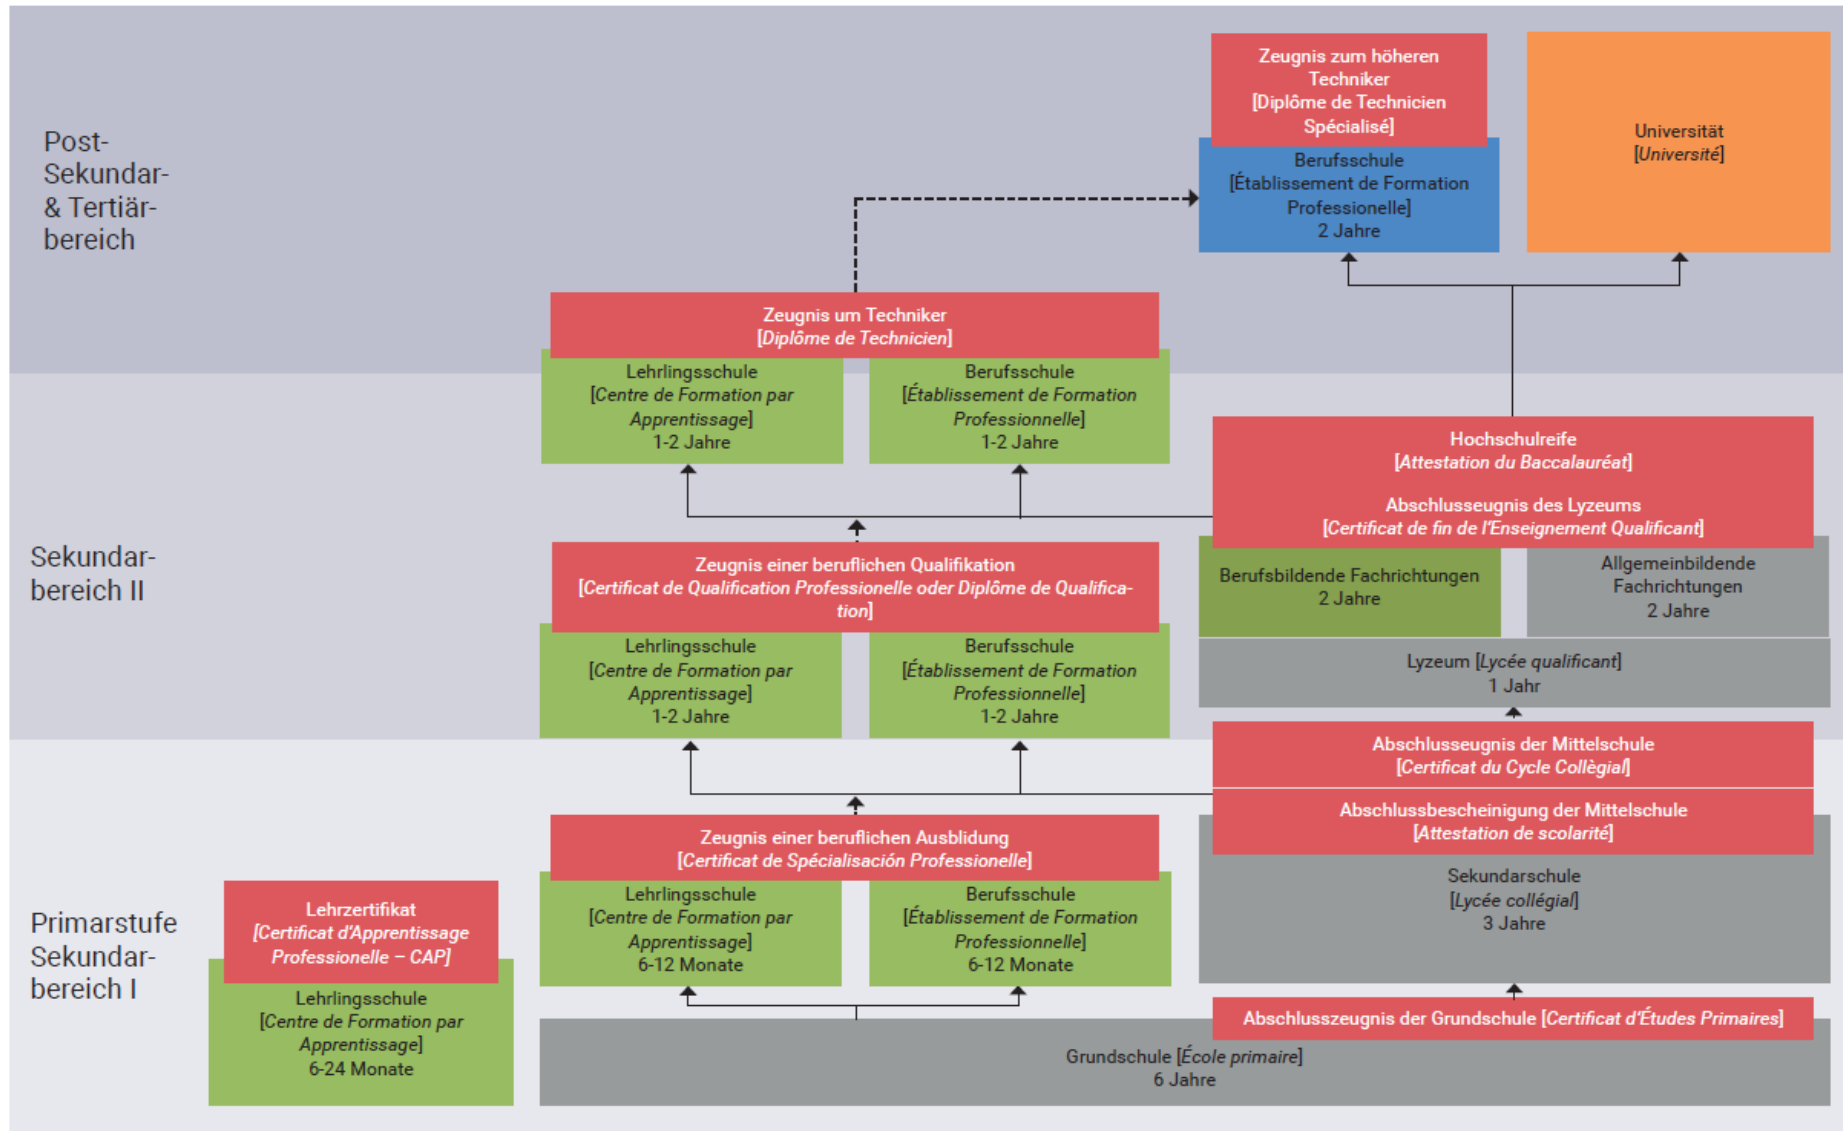 Post-
Sekundar-
& Tertiär-
bereich
Zeugnis zum höheren
Techniker
[Diplôme de Technicien
Spécialisé]
Berufsschule
[Établissement de Formation
Professionelle]
2 Jahre
Universität
[Université]
Zeugnis um Techniker
[Diplôme de Technicien]
Lehrlingsschule
[Centre de Formation par
Apprentissage]
1-2 Jahre
Berufsschule
[Établissement de Formation
Professionnelle]
1-2 Jahre
Sekundar-
bereich II
Hochschulreife
[Attestation du Baccalauréat]
Abschlusseugnis des Lyzeums
[Certificat de fin de l'Enseignement Qualificant]
Berufsbildende Fachrichtungen
2 Jahre
Allgemeinbildende
Fachrichtungen
2 Jahre
Lyzeum [Lycée qualificant]
1 Jahr
Zeugnis einer beruflichen Qualifikation
[Certificat de Qualification Professionelle oder Diplôme de Qualifica-
tion]
Lehrlingsschule
[Centre de Formation par
Apprentissage]
1-2 Jahre
Berufsschule
[Établissement de Formation
Professionnelle]
1-2 Jahre
Primarstufe
Sekundar-
bereich I
Abschlusseugnis der Mittelschule
[Certificat du Cycle Collègial]
Abschlussbescheinigung der Mittelschule
[Attestation de scolarité]
Sekundarschule
[Lycée collégial]
3 Jahre
Zeugnis einer beruflichen Ausblidung
[Certificat de Spécialisación Professionelle]
Lehrlingsschule
[Centre de Formation par
Apprentissage]
6-12 Monate
Berufsschule
[Établissement de Formation
Professionnelle]
6-12 Monate
Lehrzertifikat
[Certificat d'Apprentissage
Professionelle – CAP]
Lehrlingsschule
[Centre de Formation par
Apprentissage]
6-24 Monate
Abschlusszeugnis der Grundschule [Certificat d'Études Primaires]
Grundschule [École primaire]
6 Jahre